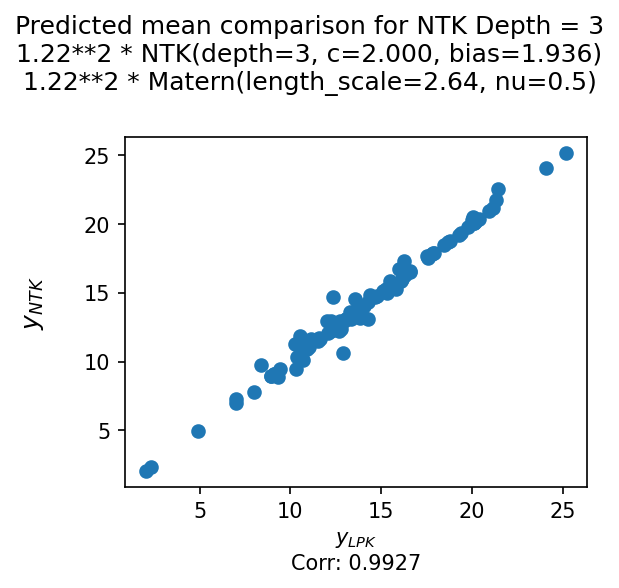 Predicted mean comparison for NTK Depth = 3
1.22**2 * NTK(depth=3, c=2.000, bias=1.936)
1.22**2 * Matern(length_scale=2.64, nu=0.5)
25
20
15
10
5
y_NTK
5 10 15 20 25
y_LPK
Corr: 0.9927